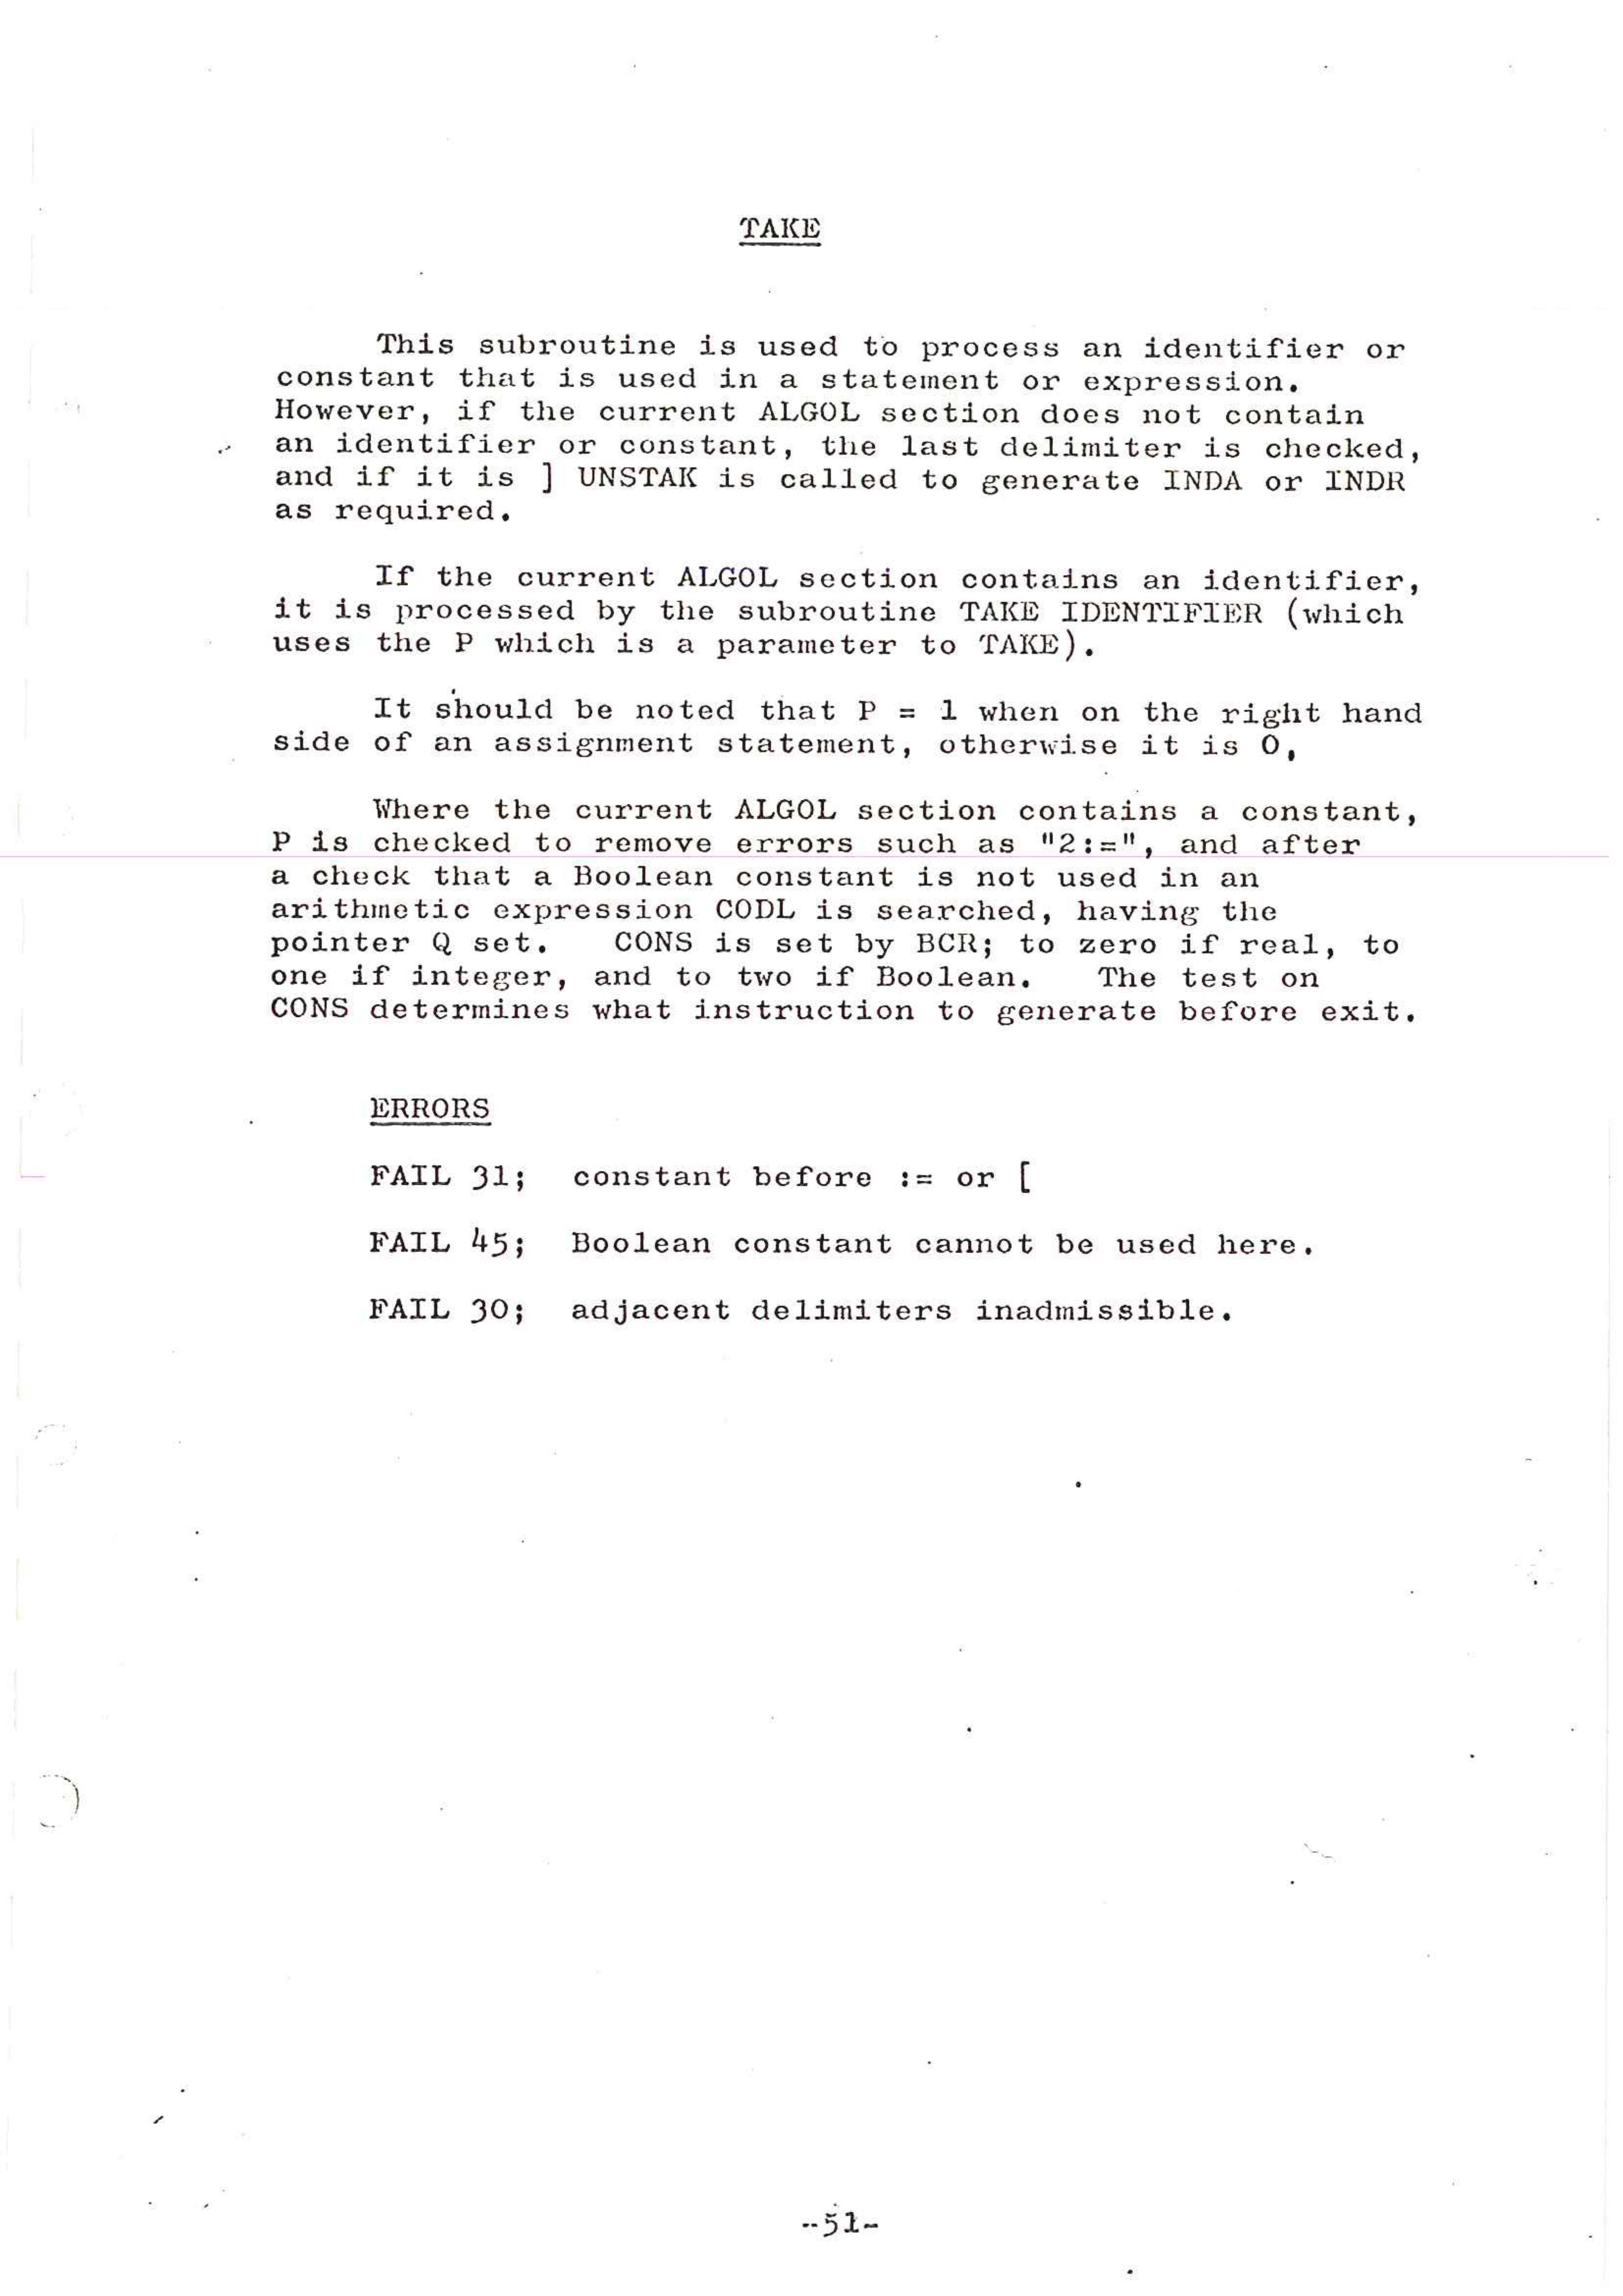 TAKE
This subroutine is used to process an identifier or
constant that is used in a statement or expression.
However, if the current ALGOL section does not contain
an identifier or constant, the last delimiter is checked,
and if it is ] UNSTAK is called to generate INDA or INDR
as required.
If the current ALGOL section contains an identifier,
it is processed by the subroutine TAKE IDENTIFIER (which
uses the P which is a parameter to TAKE).
It should be noted that P = 1 when on the right hand
side of an assignment statement, otherwise it is 0.
Where the current ALGOL section contains a constant,
P is checked to remove errors such as "2:=", and after
a check that a Boolean constant is not used in an
arithmetic expression CODL is searched, having the
pointer Q set. CONS is set by BCR; to zero if real, to
one if integer, and to two if Boolean. The test on
CONS determines what instruction to generate before exit.
ERRORS
FAIL 31; constant before := or [
FAIL 45; Boolean constant cannot be used here.
FAIL 30; adjacent delimiters inadmissible.
-51-